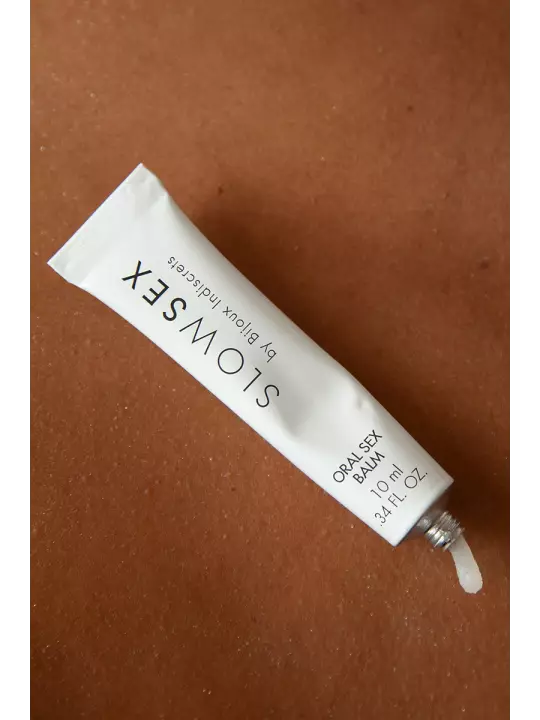 SLOWSEX
by Bijoux Indiscrets
ORAL SEX
BALM
10 ml
.34 FL. OZ.